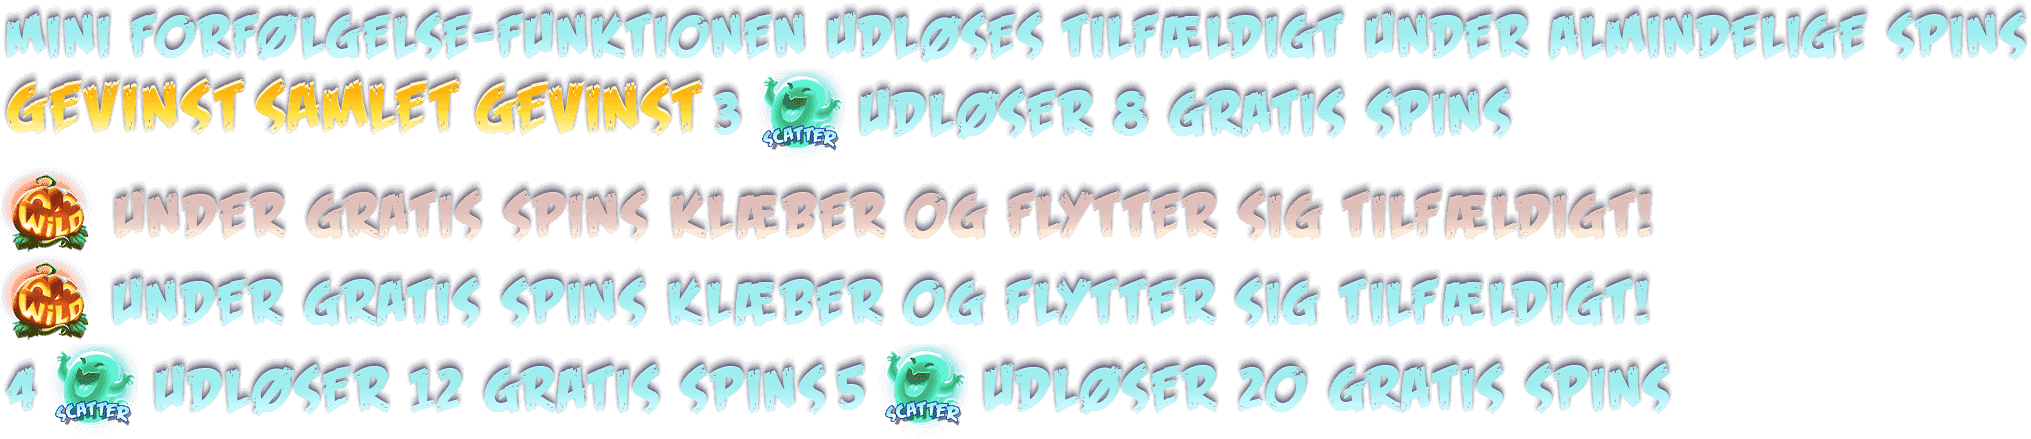 MINI FORFØLGELSE-FUNKTIONEN UDLØSES TILFÆLDIGT UNDER ALMINDELIGE SPINS
GEVINST SAMLET GEVINST 3 SCATTER UDLØSER 8 GRATIS SPINS
WILD UNDER GRATIS SPINS KLÆBER OG FLYTTER SIG TILFÆLDIGT!
WILD UNDER GRATIS SPINS KLÆBER OG FLYTTER SIG TILFÆLDIGT!
4 SCATTER UDLØSER 12 GRATIS SPINS 5 SCATTER UDLØSER 20 GRATIS SPINS